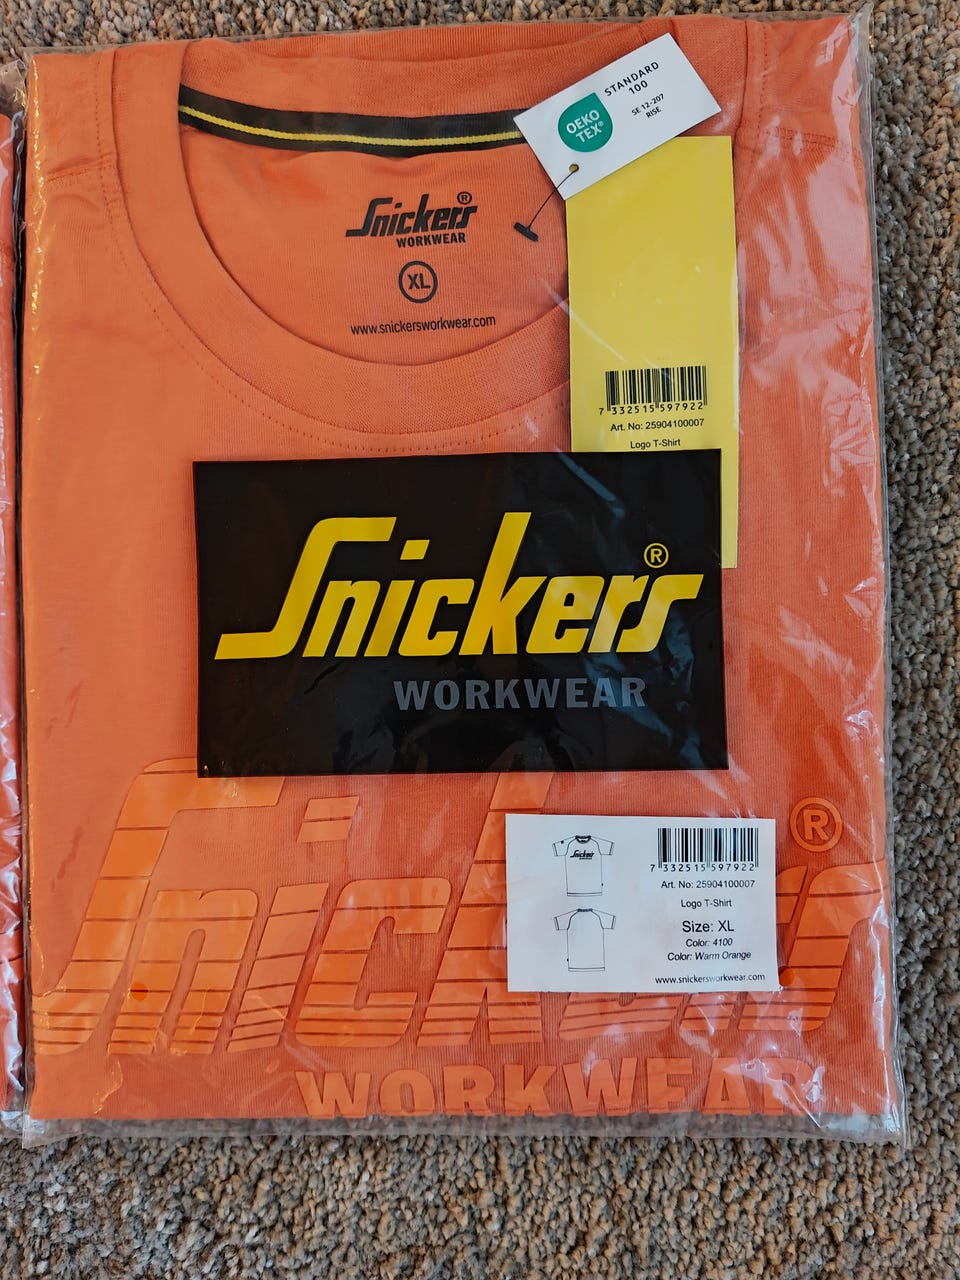 OEKO
TEX®
STANDARD
100
SE 12-207
RISE
Snickers®
WORKWEAR
XL
www.snickersworkwear.com
7 332515 597922
Art. No: 25904100007
Logo T-Shirt
Snickers®
WORKWEAR
Snickers®
WORKWEAR
Snickers
7 332515 597922
Art. No: 25904100007
Logo T-Shirt
Size: XL
Color: 4100
Color: Warm Orange
www.snickersworkwear.com